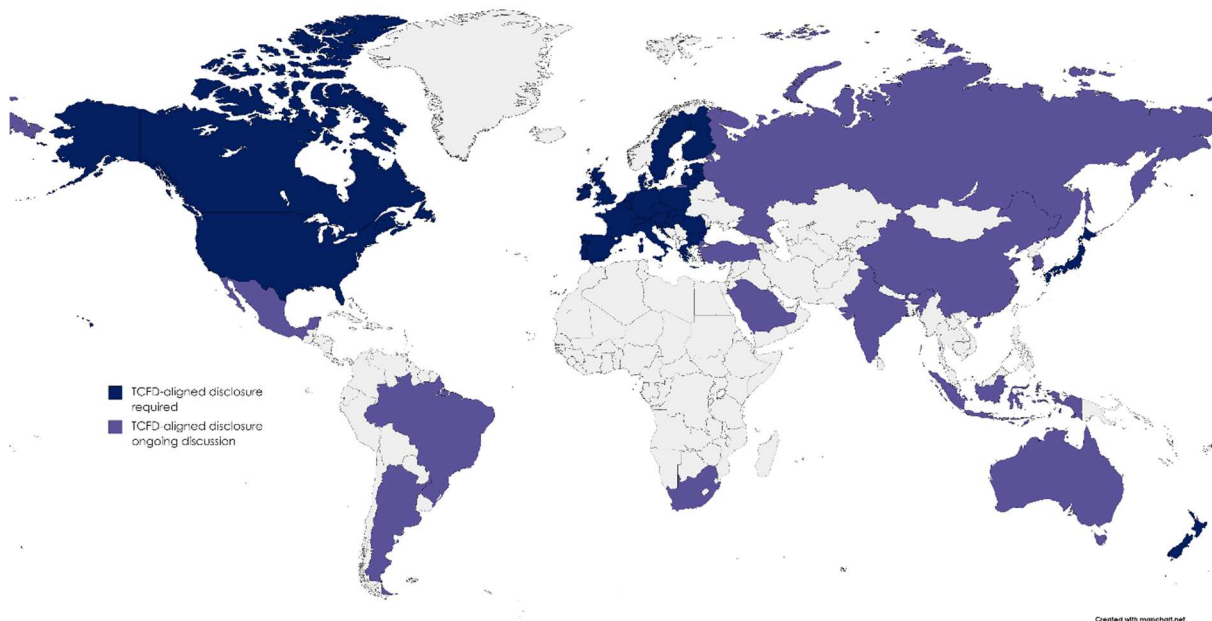 TCFD-aligned disclosure
required
TCFD-aligned disclosure
ongoing discussion
Created with mapchart.net